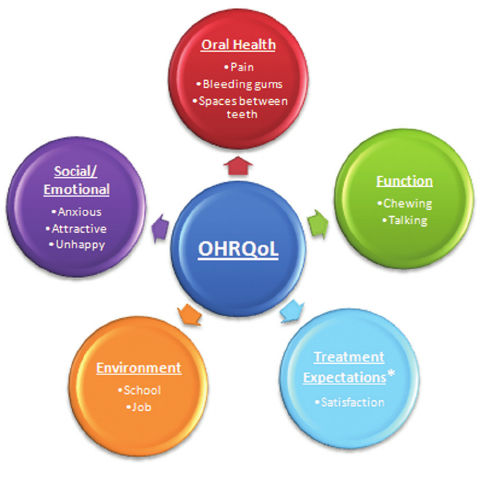 Oral Health
•Pain
•Bleeding gums
•Spaces between
teeth
Social/
Emotional
•Anxious
•Attractive
•Unhappy
Function
•Chewing
•Talking
OHRQoL
Environment
•School
•Job
Treatment
Expectations*
•Satisfaction